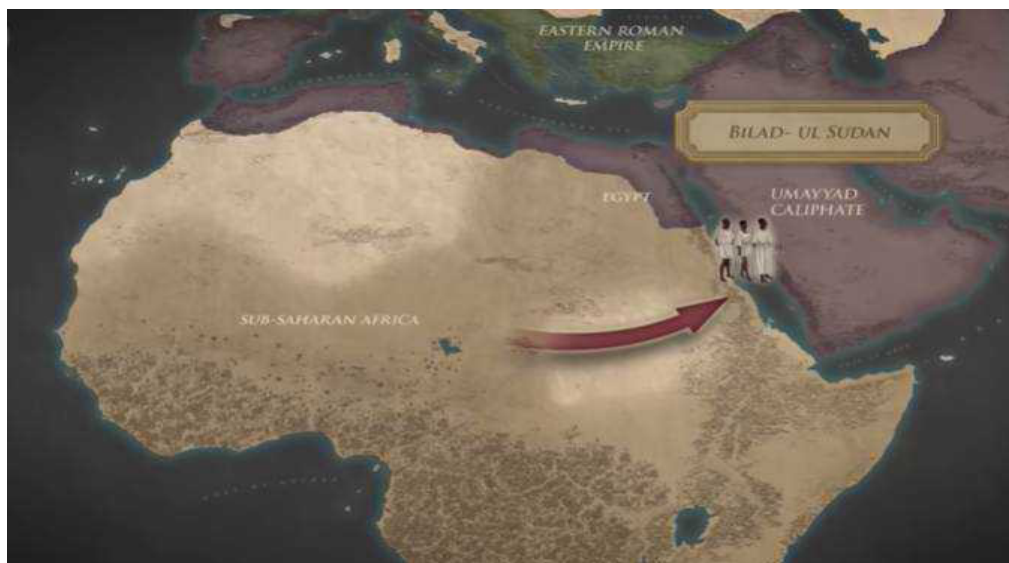 EASTERN ROMAN
EMPIRE
BILAD- UL SUDAN
EGYPT
UMAYYAD
CALIPHATE
SUB-SAHARAN AFRICA